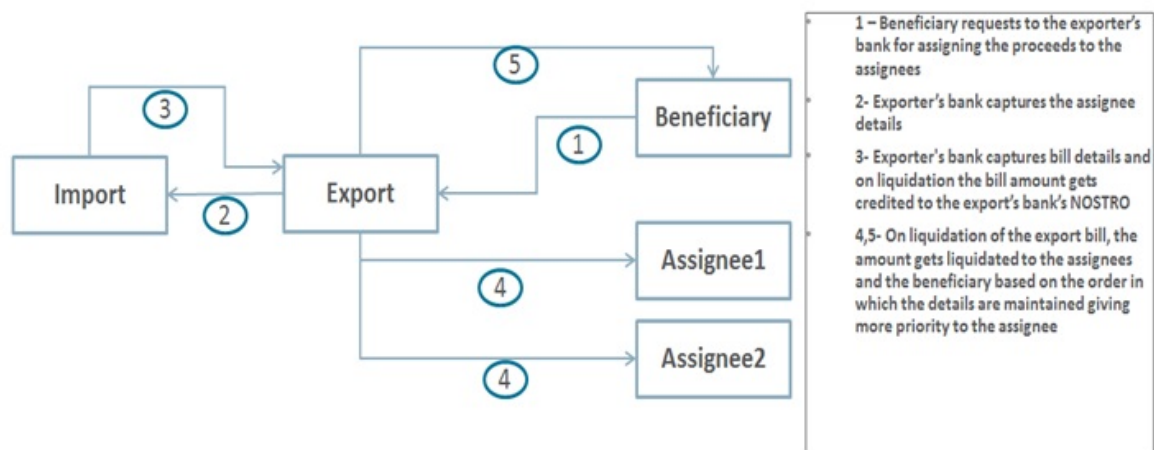 5
3
Beneficiary
1
Import
Export
2
Assignee1
4
Assignee2
4
1 – Beneficiary requests to the exporter's
bank for assigning the proceeds to the
assignees
2- Exporter's bank captures the assignee
details
3- Exporter's bank captures bill details and
on liquidation the bill amount gets
credited to the export's bank's NOSTRO
4,5- On liquidation of the export bill, the
amount gets liquidated to the assignees
and the beneficiary based on the order in
which the details are maintained giving
more priority to the assignee